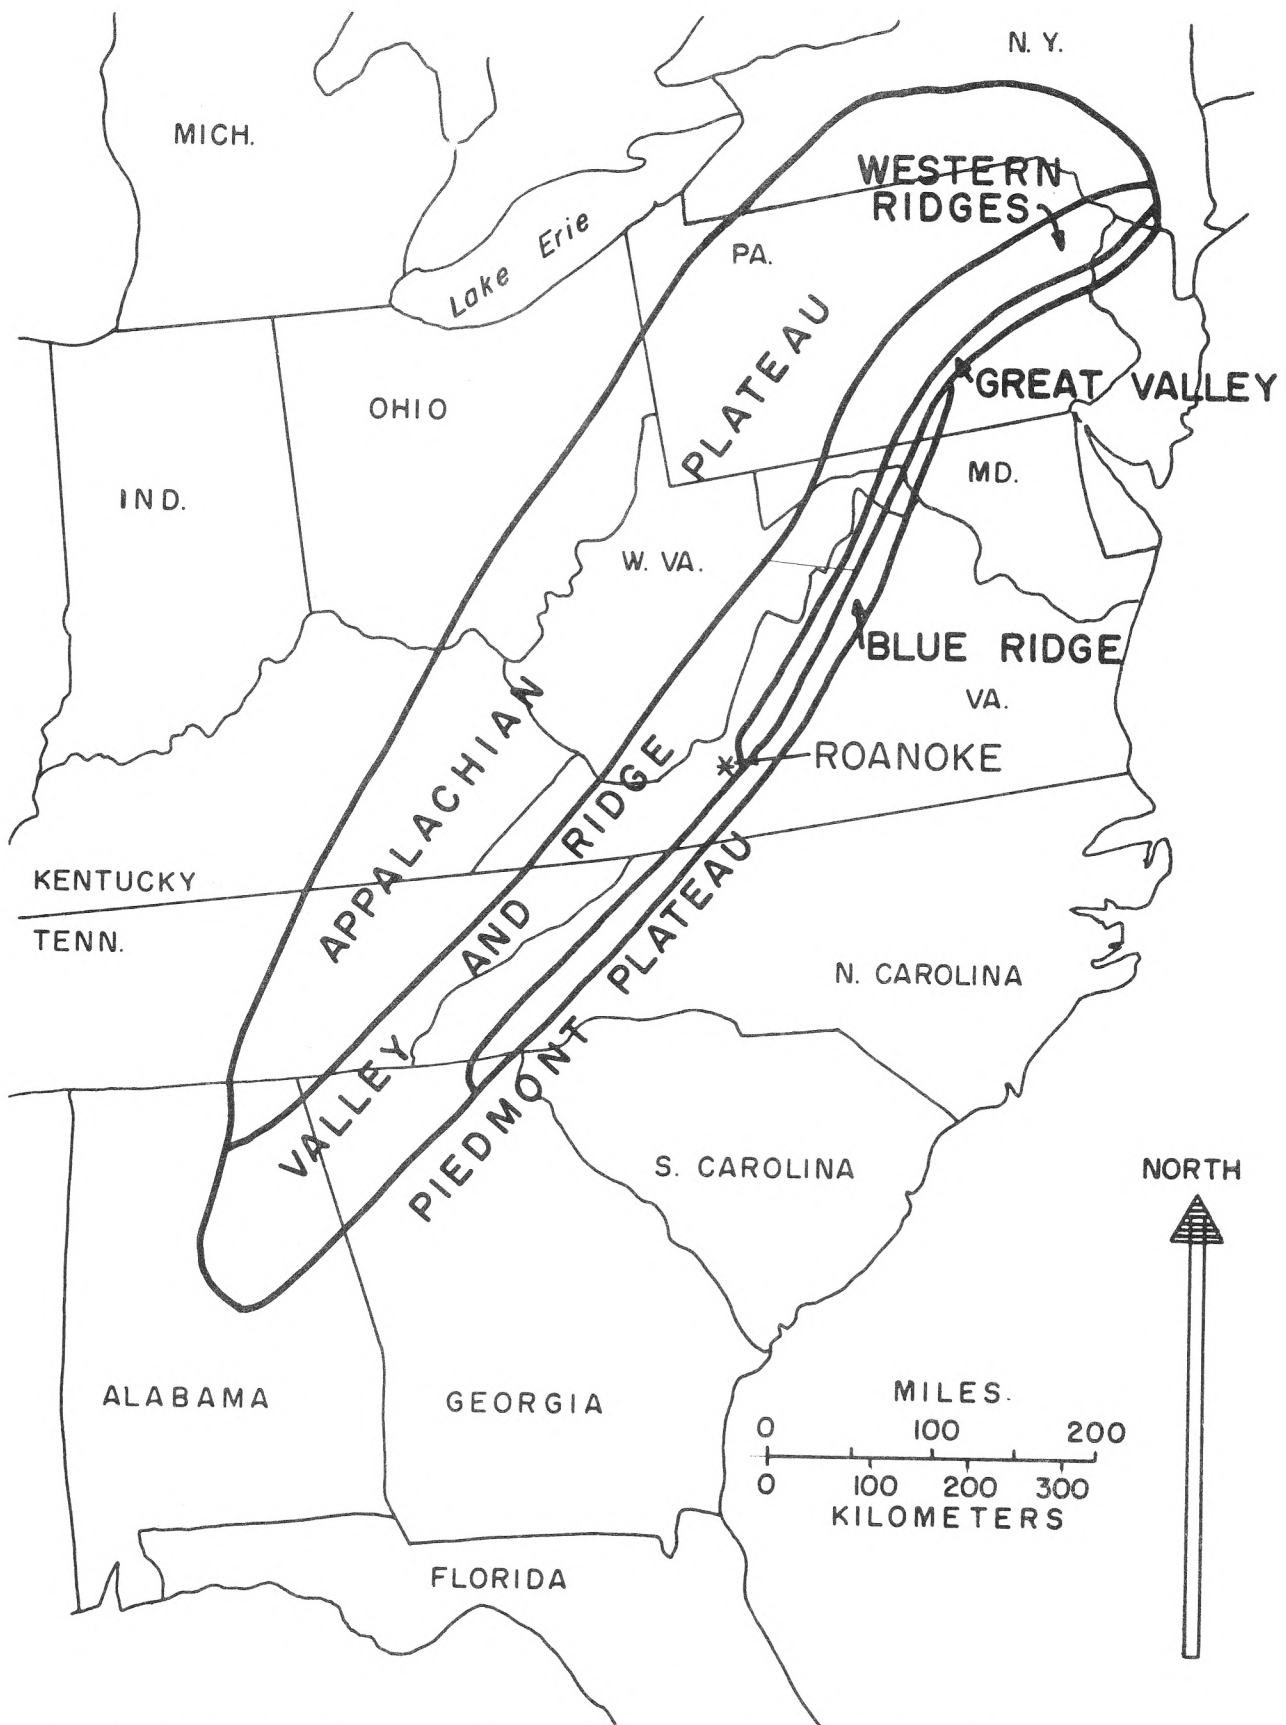 N. Y.
MICH.
WESTERN
RIDGES
Lake Erie
PA.
PLATEAU
GREAT VALLEY
OHIO
IND.
MD.
W. VA.
BLUE RIDGE
VA.
APPALACHIAN
RIDGE
ROANOKE
KENTUCKY
TENN.
AND
PLATEAU
N. CAROLINA
VALLEY
PIEDMONT
S. CAROLINA
NORTH
ALABAMA
GEORGIA
MILES.
0 100 200
0 100 200 300
KILOMETERS
FLORIDA